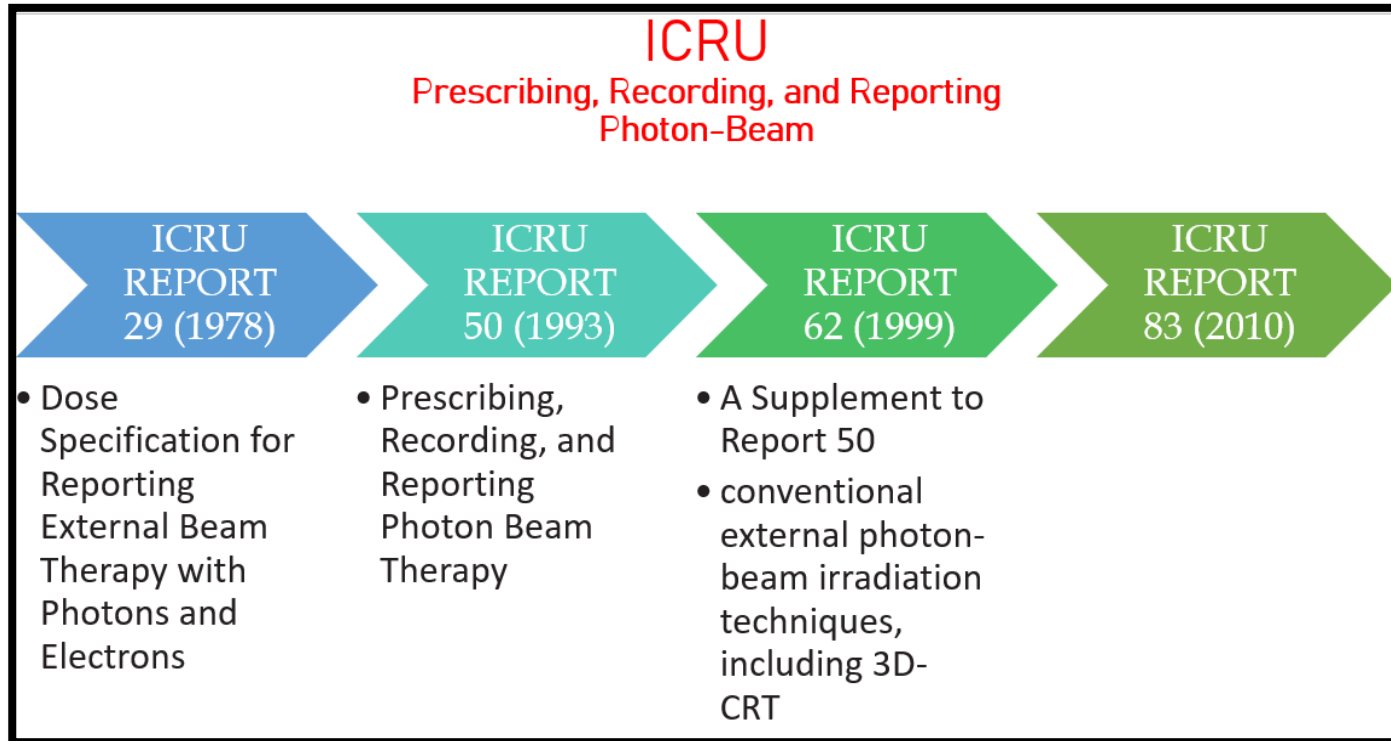 ICRU
Prescribing, Recording, and Reporting
Photon-Beam
ICRU
REPORT
29 (1978)
ICRU
REPORT
50 (1993)
ICRU
REPORT
62 (1999)
ICRU
REPORT
83 (2010)
• Dose
Specification for
Reporting
External Beam
Therapy with
Photons and
Electrons
• Prescribing,
Recording, and
Reporting
Photon Beam
Therapy
• A Supplement to
Report 50
• conventional
external photon-
beam irradiation
techniques,
including 3D-
CRT